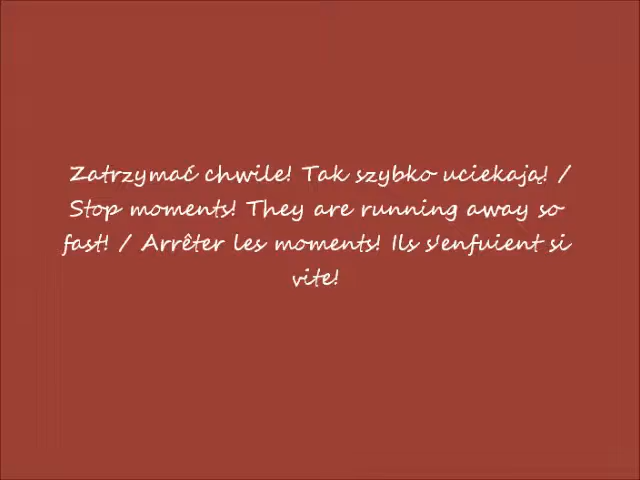 Zatrzymać chwile! Tak szybko uciekają! /
Stop moments! They are running away so
fast! / Arrêter les moments! Ils s'enfuient si
vite!